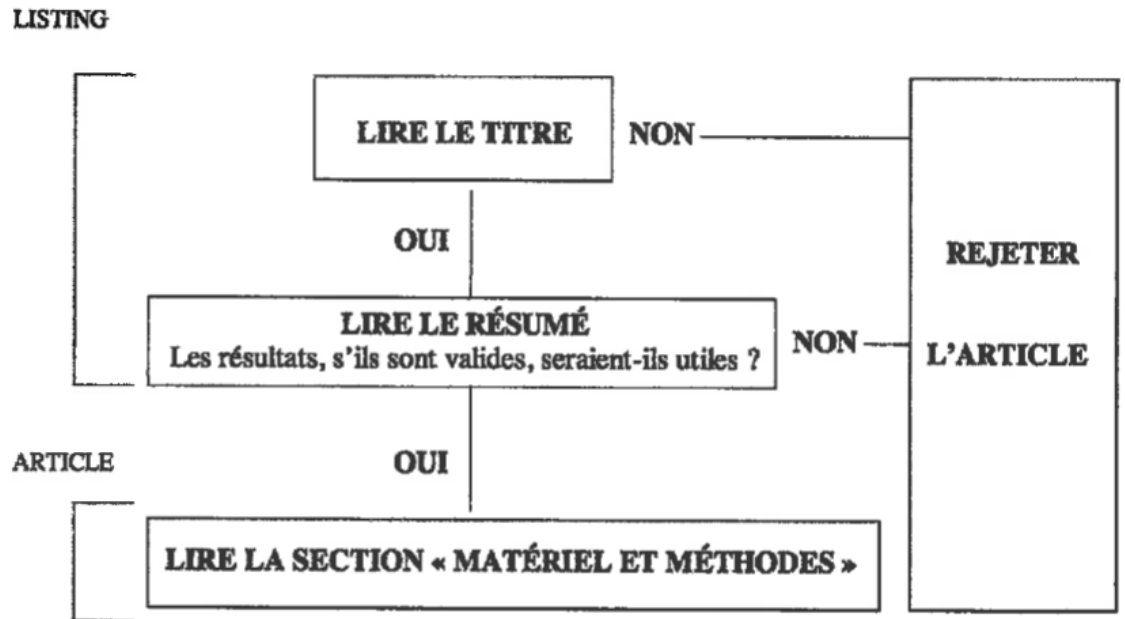 LISTING
LIRE LE TITRE
NON
OUI
REJETER
LIRE LE RÉSUMÉ
Les résultats, s'ils sont valides, seraient-ils utiles ?
NON
L'ARTICLE
ARTICLE
OUI
LIRE LA SECTION « MATÉRIEL ET MÉTHODES »